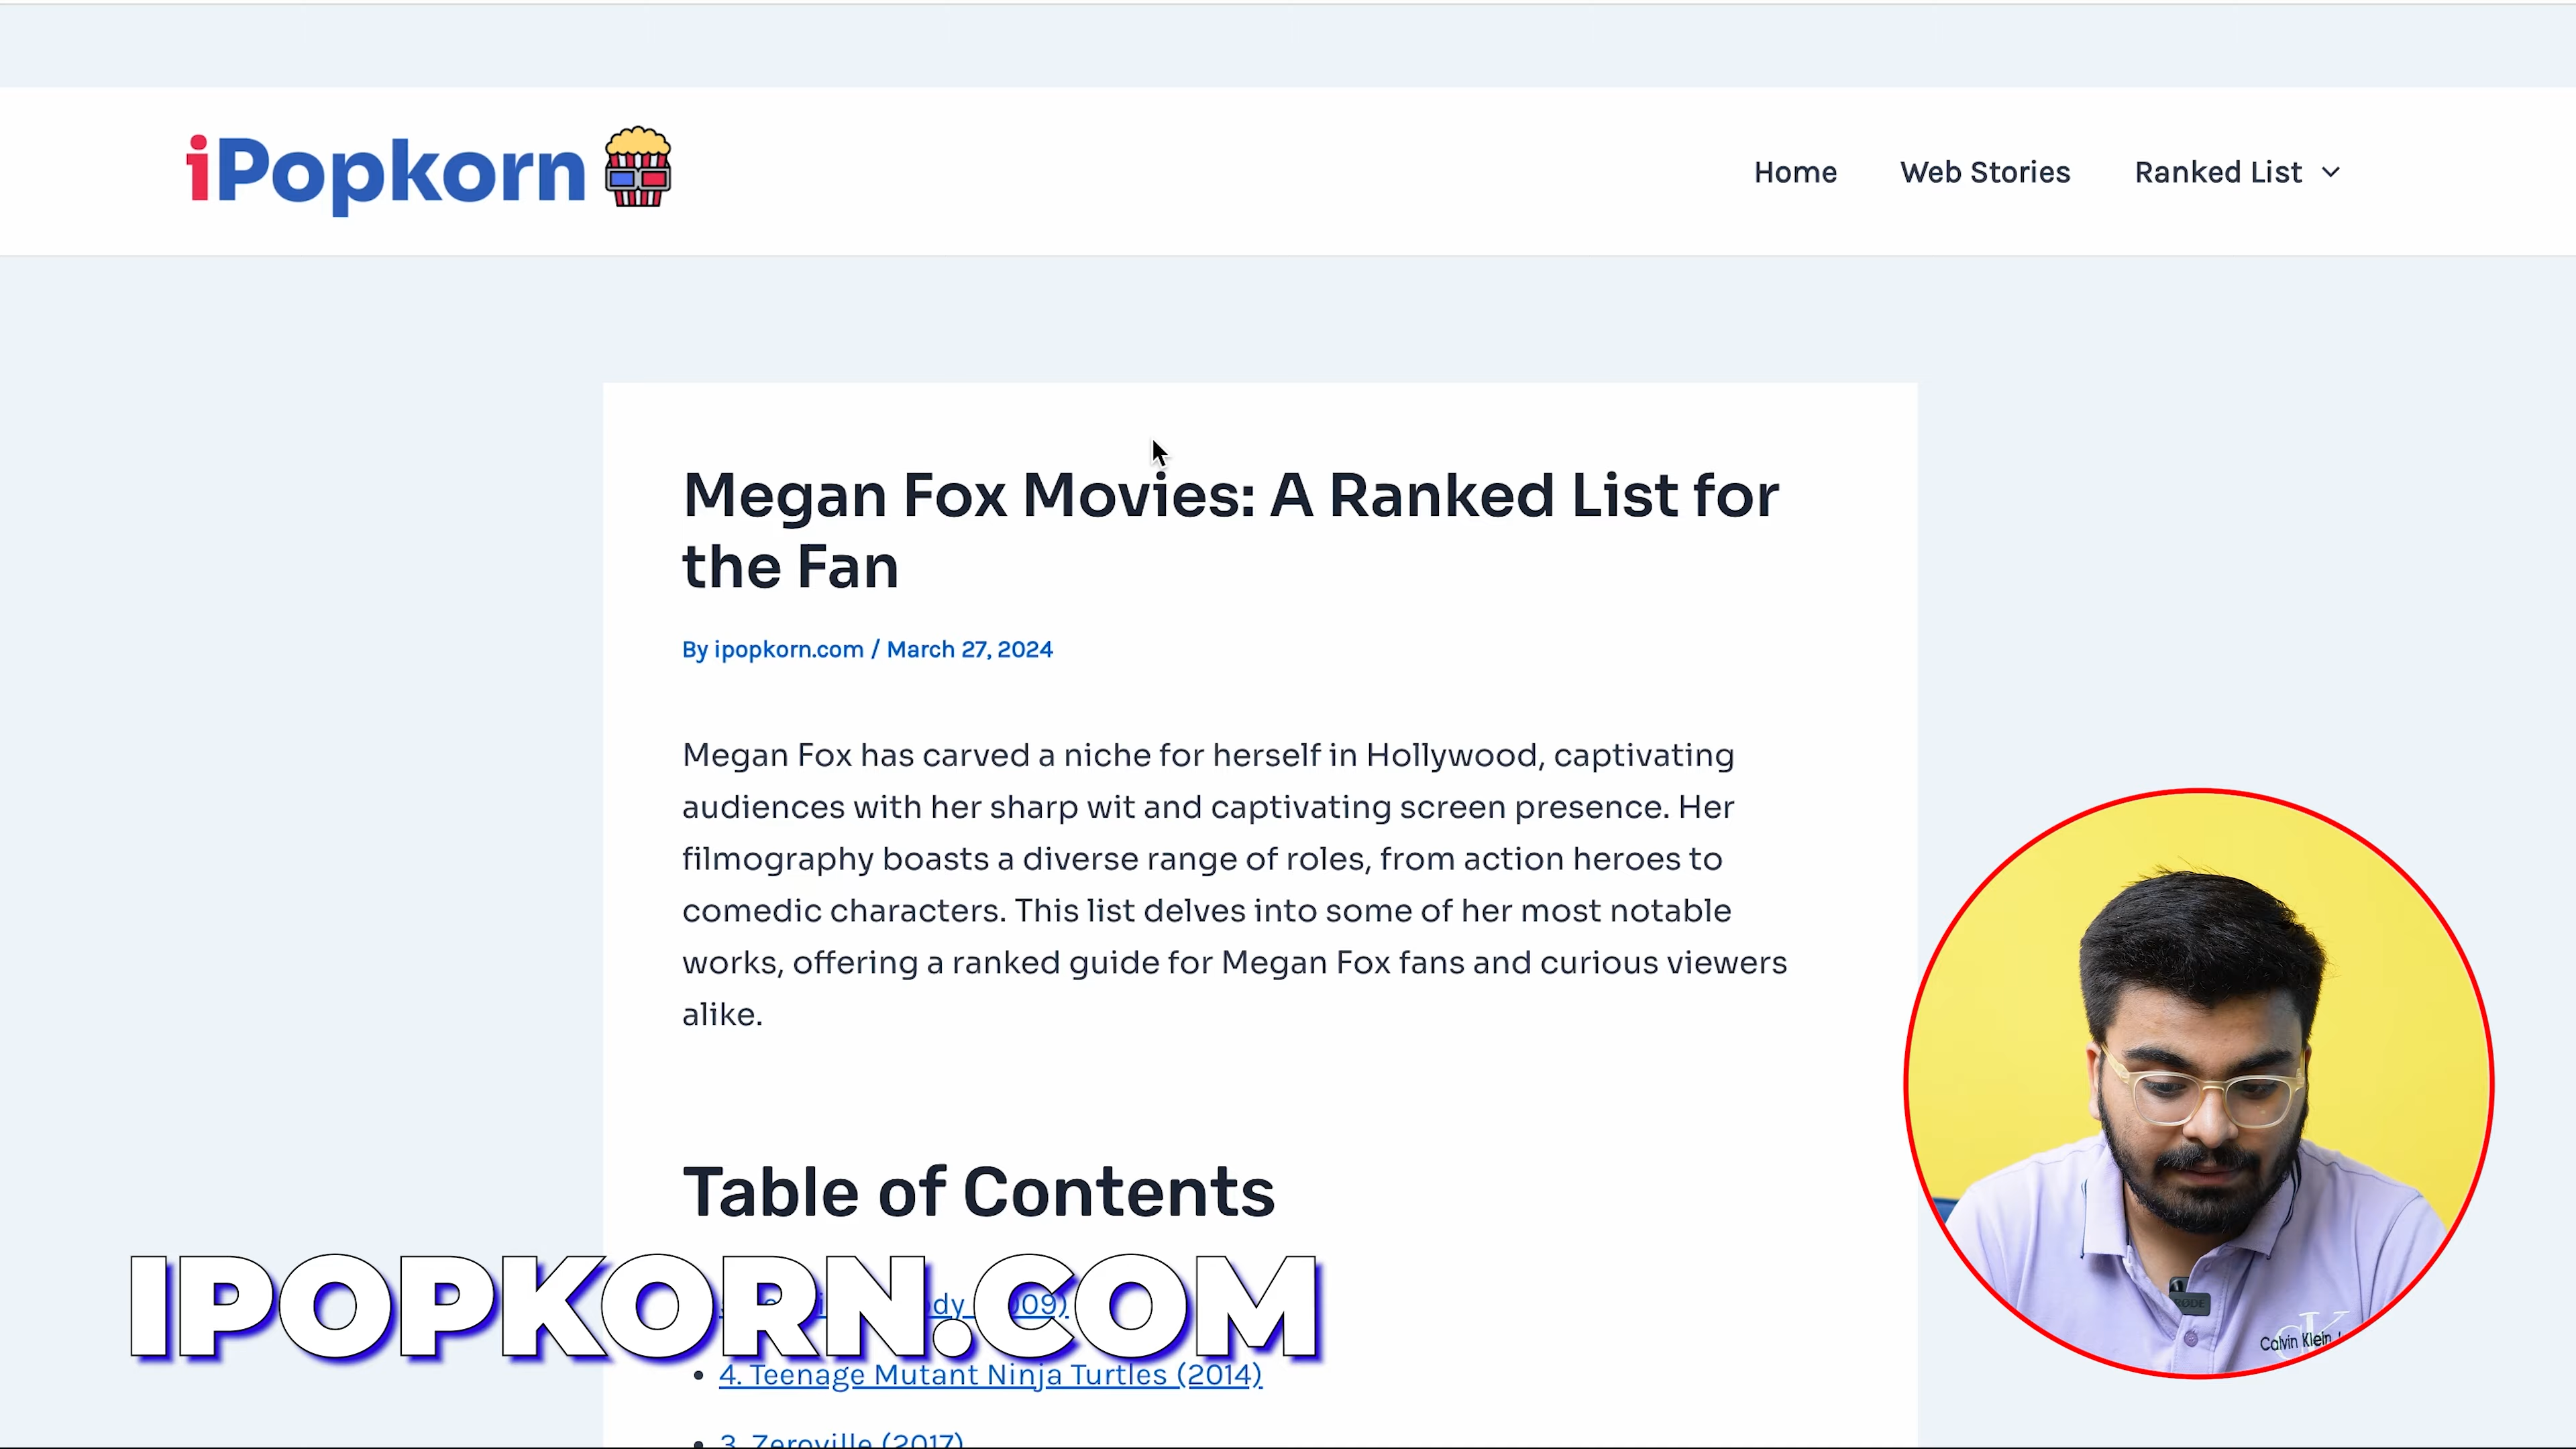 iPopkorn
Home
Web Stories
Ranked List
Megan Fox Movies: A Ranked List for
the Fan
By ipopkorn.com / March 27, 2024
Megan Fox has carved a niche for herself in Hollywood, captivating
audiences with her sharp wit and captivating screen presence. Her
filmography boasts a diverse range of roles, from action heroes to
comedic characters. This list delves into some of her most notable
works, offering a ranked guide for Megan Fox fans and curious viewers
alike.
Table of Contents
IPOPKORN.COM
4. Teenage Mutant Ninja Turtles (2014)
3. Zeroville (2017)
RODE
CK
Calvin Klein